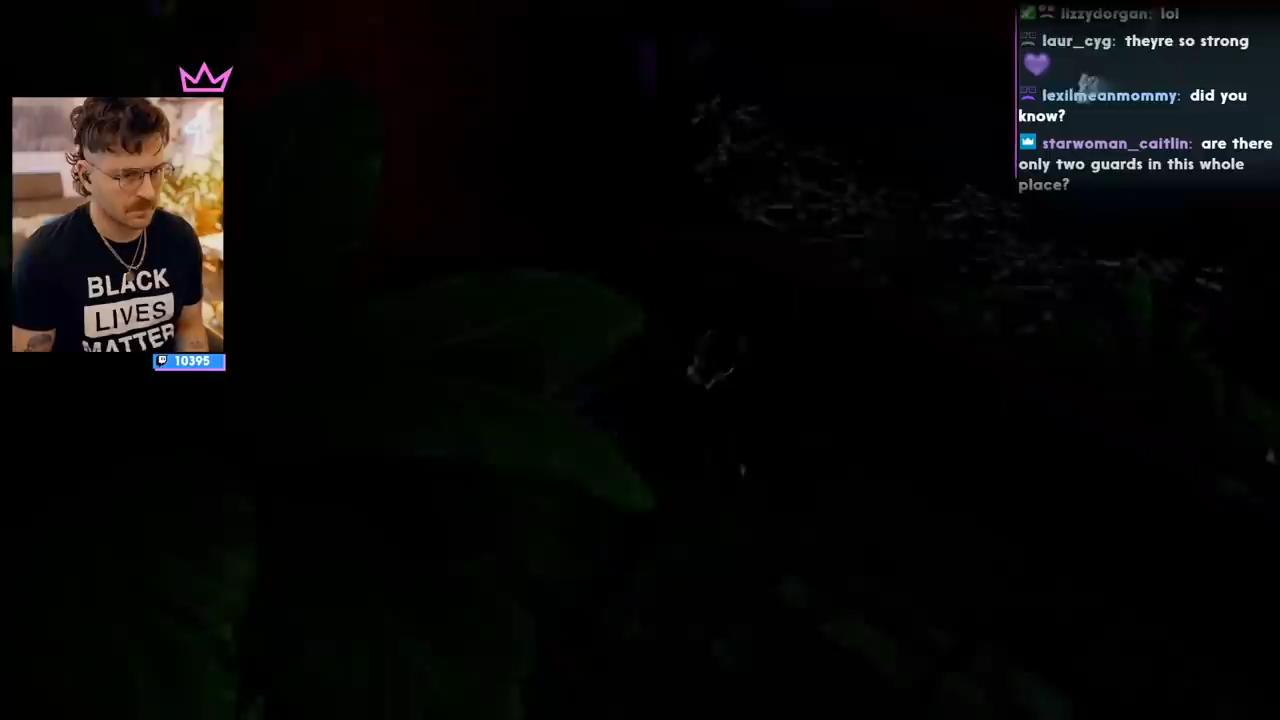 lizzydorgan: lol
laur_cyg: theyre so strong
lexilmeanmommy: did you
know?
starwoman_caitlin: are there
only two guards in this whole
place?
BLACK
LIVES
MATTER
10395